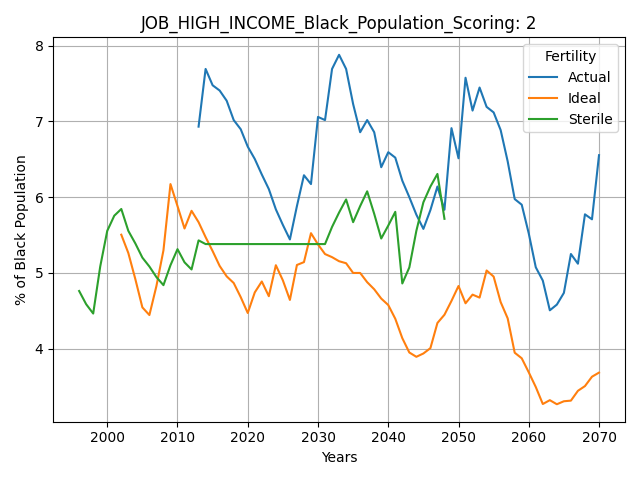 JOB_HIGH_INCOME_Black_Population_Scoring: 2
Fertility
Actual
Ideal
Sterile
% of Black Population
8
7
6
5
4
2000 2010 2020 2030 2040 2050 2060 2070
Years